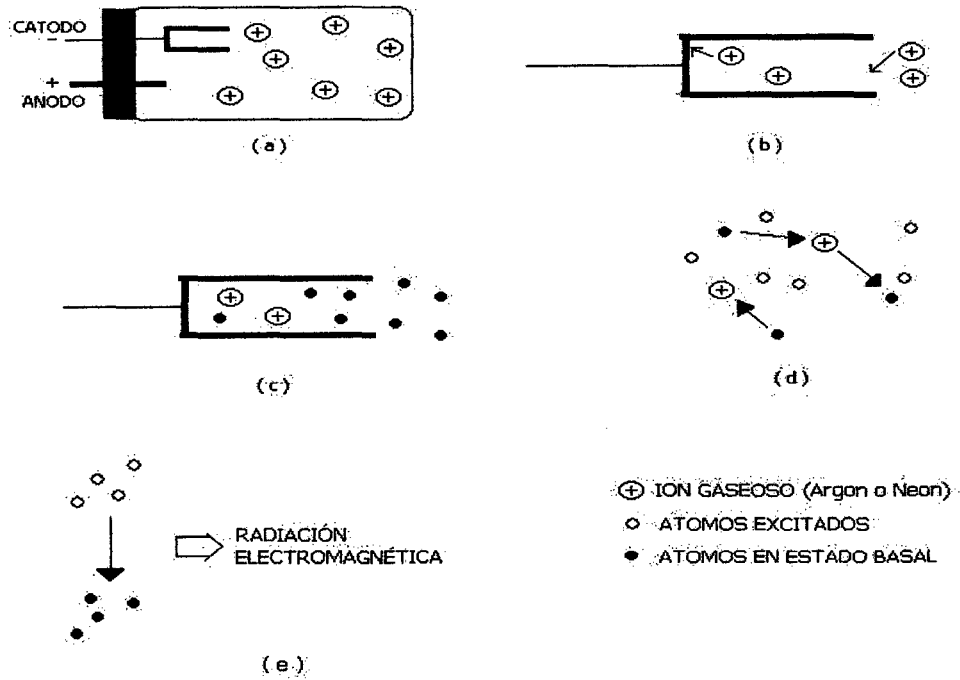 CATODO
-
+
ANODO
(a)
(b)
(c)
(d)
RADIACIÓN
ELECTROMAGNÉTICA
(e)
ION GASEOSO (Argon o Neon)
ATOMOS EXCITADOS
ATOMOS EN ESTADO BASAL